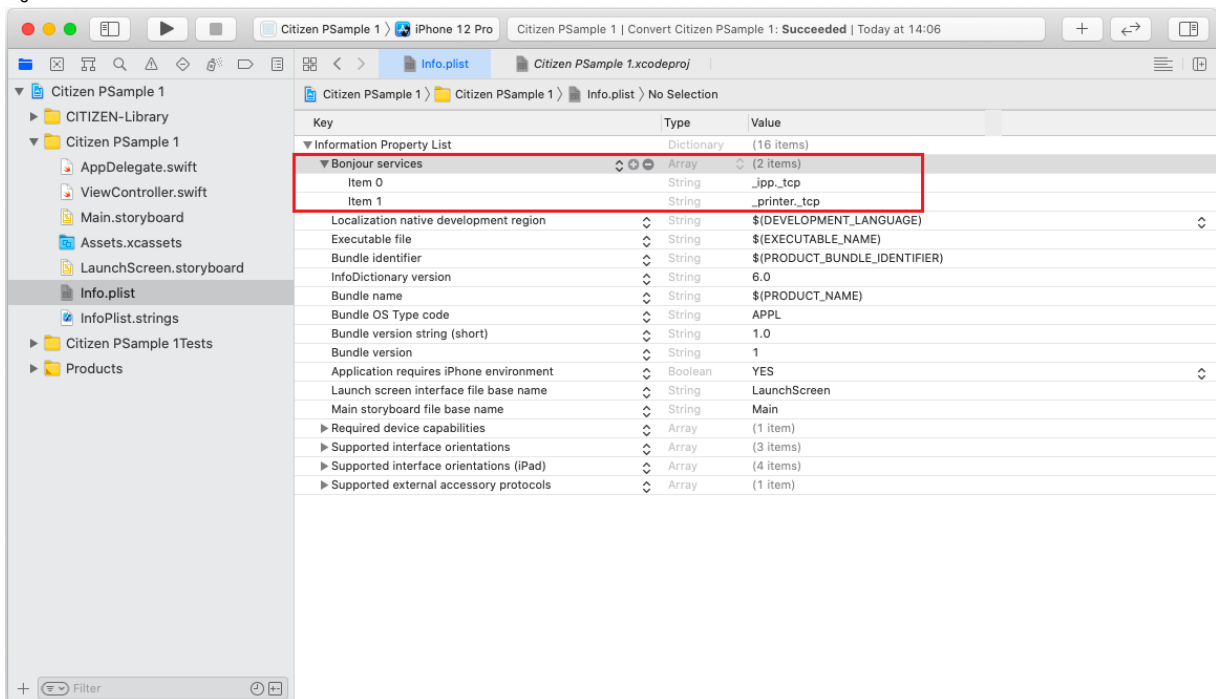 Citizen PSample 1 〉 iPhone 12 Pro
Citizen PSample 1 | Convert Citizen PSample 1: Succeeded | Today at 14:06
Info.plist
Citizen PSample 1.xcodeproj
Citizen PSample 1 〉 Citizen PSample 1 〉 Info.plist 〉 No Selection
Citizen PSample 1
CITIZEN-Library
Citizen PSample 1
AppDelegate.swift
ViewController.swift
Main.storyboard
Assets.xcassets
LaunchScreen.storyboard
Info.plist
InfoPlist.strings
Citizen PSample 1Tests
Products
Filter
Key Type Value
Information Property List Dictionary (16 items)
Bonjour services Array (2 items)
Item 0 String _ipp._tcp
Item 1 String _printer._tcp
Localization native development region String $(DEVELOPMENT_LANGUAGE)
Executable file String $(EXECUTABLE_NAME)
Bundle identifier String $(PRODUCT_BUNDLE_IDENTIFIER)
InfoDictionary version String 6.0
Bundle name String $(PRODUCT_NAME)
Bundle OS Type code String APPL
Bundle version string (short) String 1.0
Bundle version String 1
Application requires iPhone environment Boolean YES
Launch screen interface file base name String LaunchScreen
Main storyboard file base name String Main
Required device capabilities Array (1 item)
Supported interface orientations Array (3 items)
Supported interface orientations (iPad) Array (4 items)
Supported external accessory protocols Array (1 item)